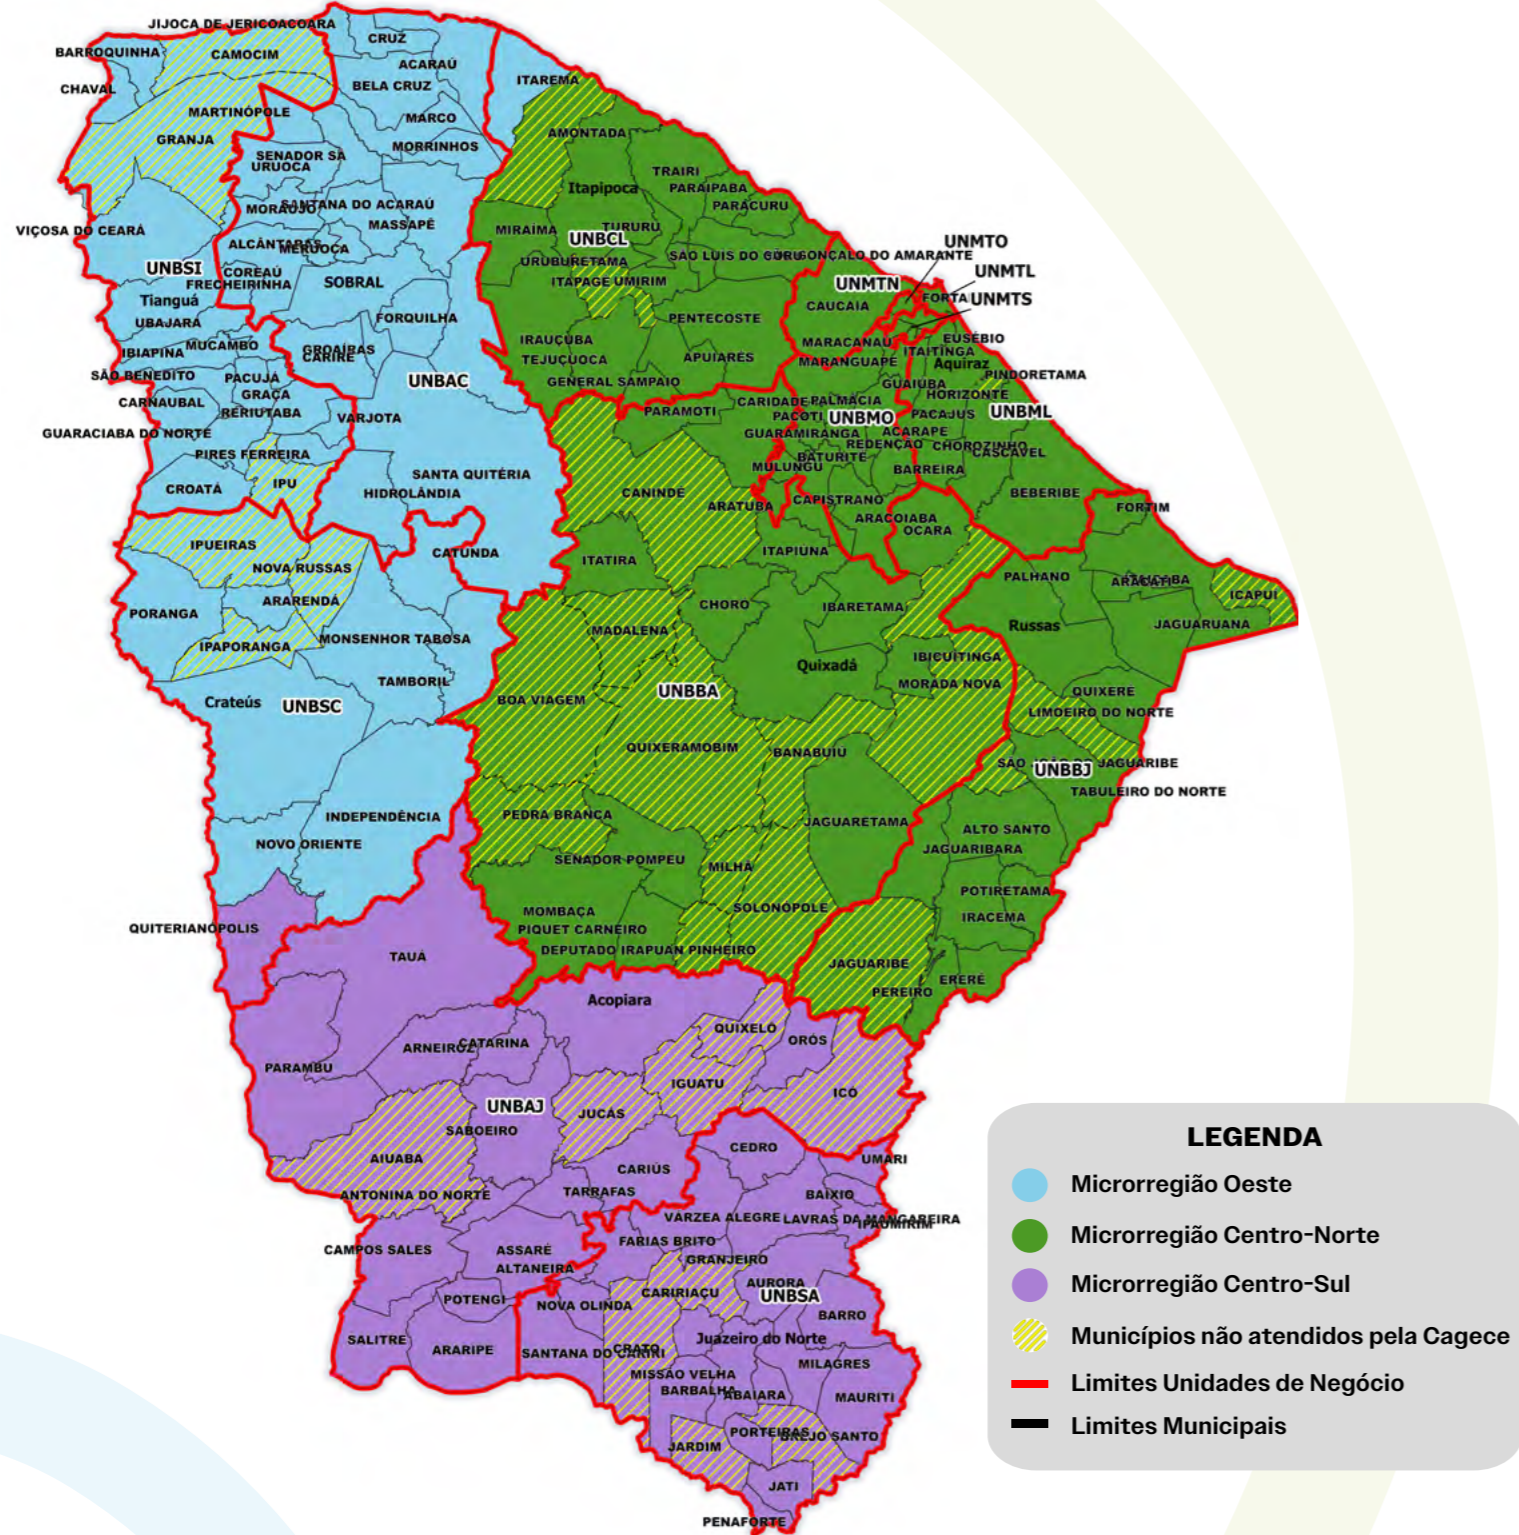 JIJOCA DE JERICOACOARA
CRUZ
BARROQUINHA
CAMOCIM
ACARAÚ
CHAVAL
BELA CRUZ
ITAREMA
MARTINÓPOLE
MARCO
GRANJA
AMONTADA
MORRINHOS
SENADOR SÁ
URUOCA
TRAIRI
Itapipoca
PARAIPABA
MORAÚJO
SANTANA DO ACARAÚ
PARACURU
MASSAPÊ
VIÇOSA DO CEARÁ
MIRAÍMA
TURURU
UNBCL
ALCÂNTARAS
MERUOCA
UNMTO
SÃO LUIS DO CURU
SÃO GONÇALO DO AMARANTE
URUBURETAMA
UNBSI
COREAÚ
UNMTL
FRECHEIRINHA
SOBRAL
ITAPAGÉ
UMIRIM
UNMTN
Tianguá
FORTA
UNMTS
CAUCAIA
UBAJARA
FORQUILHA
PENTECOSTE
IRAUÇUBA
EUSÉBIO
MUCAMBO
GROAÍRAS
MARACANAÚ
IBIAPINA
CARIRÉ
ITAITINGA
TEJUÇUOCA
APUIARÉS
MARANGUAPE
Aquiraz
SÃO BENEDITO
PACUJÁ
UNBAC
PINDORETAMA
GENERAL SAMPAIO
GUAIUBA
GRAÇA
HORIZONTE
CARNAUBAL
CARIDADE
PALMÁCIA
RERIUTABA
VARJOTA
PARAMOTI
PACOTI
UNBMO
PACAJUS
UNBML
GUARACIABA DO NORTE
GUARAMIRANGA
ACARAPE
REDENÇÃO
CHOROZINHO
PIRES FERREIRA
BATURITÉ
CASCAVEL
MULUNGU
BARREIRA
SANTA QUITÉRIA
IPU
CROATÁ
HIDROLÂNDIA
CANINDÉ
BEBERIBE
CAPISTRANO
ARATUBA
FORTIM
ARACOIABA
OCARA
IPUEIRAS
CATUNDA
ITAPIUNA
ITATIRA
NOVA RUSSAS
PALHANO
ARACATI
ITAIÇABA
ICAPUÍ
ARARENDÁ
CHORO
IBARETAMA
PORANGA
JAGUARUANA
Russas
MADALENA
MONSENHOR TABOSA
IPAPORANGA
IBICUITINGA
Quixadá
TAMBORIL
MORADA NOVA
UNBBA
QUIXERE
BOA VIAGEM
Crateús
UNBSC
LIMOEIRO DO NORTE
QUIXERAMOBIM
BANABUIÚ
SÃO JOÃO DO JAGUARIBE
UNBBJ
TABULEIRO DO NORTE
PEDRA BRANCA
INDEPENDÊNCIA
JAGUARETAMA
ALTO SANTO
NOVO ORIENTE
JAGUARIBARA
SENADOR POMPEU
MILHÃ
POTIRETAMA
SOLONÓPOLE
MOMBAÇA
IRACEMA
QUITERIANÓPOLIS
PIQUET CARNEIRO
DEPUTADO IRAPUAN PINHEIRO
TAUÁ
JAGUARIBE
ERERÊ
PEREIRO
Acopiara
QUIXELÔ
ORÓS
ARNEIROZ
CATARINA
PARAMBU
IGUATU
ICÓ
UNBAJ
JUCÁS
SABOEIRO
CEDRO
UMARI
AIUABA
CARIÚS
ANTONINA DO NORTE
TARRAFAS
BAIXIO
VÁRZEA ALEGRE
LAVRAS DA MANGABEIRA
IPAUMIRIM
FARIAS BRITO
CAMPOS SALES
ASSARÉ
GRANJEIRO
ALTANEIRA
AURORA
CARIRIAÇU
UNBSA
POTENGI
NOVA OLINDA
BARRO
SALITRE
Juazeiro do Norte
ARARIPE
SANTANA DO CARIRI
CRATO
MILAGRES
MISSÃO VELHA
BARBALHA
ABAIARA
MAURITI
PORTEIRAS
BREJO SANTO
JARDIM
JATI
PENAFORTE
LEGENDA
Microrregião Oeste
Microrregião Centro-Norte
Microrregião Centro-Sul
Municípios não atendidos pela Cagece
Limites Unidades de Negócio
Limites Municipais